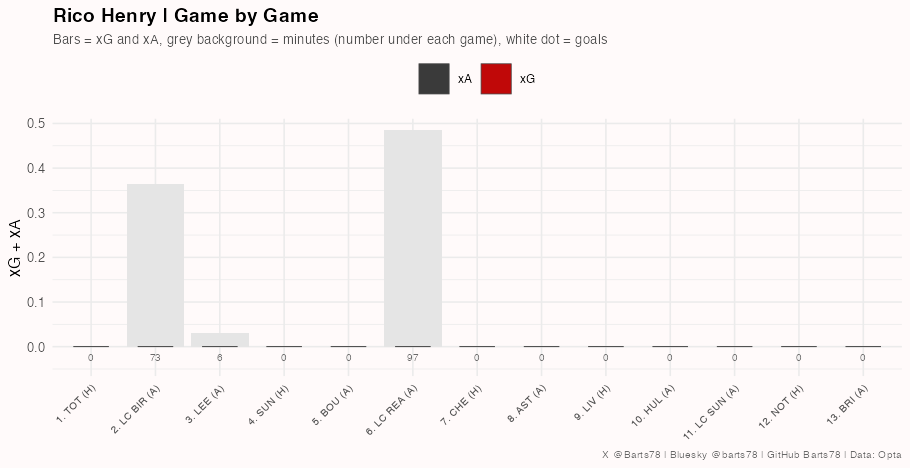 Rico Henry | Game by Game
Bars = xG and xA, grey background = minutes (number under each game), white dot = goals
xA xG
xG + xA
0.5
0.4
0.3
0.2
0.1
0.0
0 73 6 0 0 97 0 0 0 0 0 0 0
1. TOT (H)
2. LC BIR (A)
3. LEE (A)
4. SUN (H)
5. BOU (A)
6. LC REA (A)
7. CHE (H)
8. AST (A)
9. LIV (H)
10. HUL (A)
11. LC SUN (A)
12. NOT (H)
13. BRI (A)
X @Barts78 | Bluesky @barts78 | GitHub Barts78 | Data: Opta